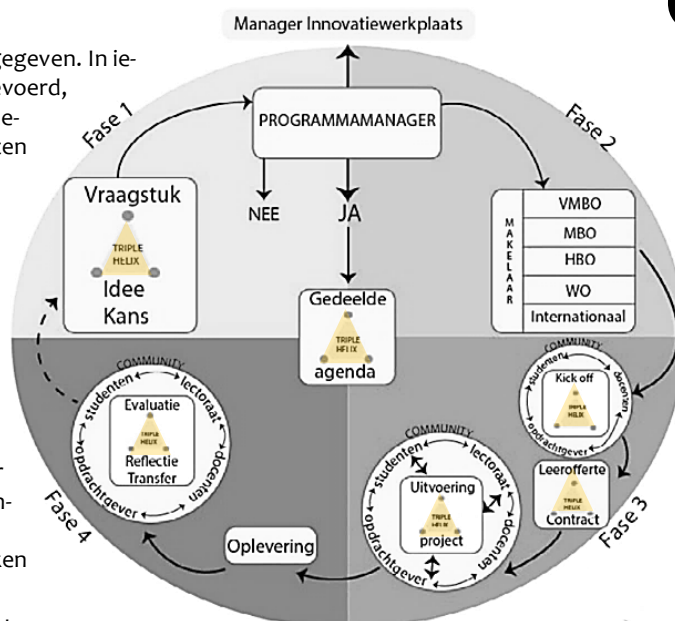 Manager Innovatiewerkplaats
gegeven. In ie-
evoerd,
e-
ten
Fase 1
Fase 2
PROGRAMMAMANAGER
NEE
JA
Vraagstuk
TRIPLE
HELIX
Idee
Kans
MAKELAAR
VMBO
MBO
HBO
WO
Internationaal
Gedeelde
TRIPLE
HELIX
agenda
COMMUNITY
studenten
docenten
opdrachtgever
Kick off
TRIPLE
HELIX
Leerofferte
TRIPLE
HELIX
Contract
Fase 3
COMMUNITY
studenten
lectoraat
docenten
opdrachtgever
Uitvoering
TRIPLE
HELIX
project
Oplevering
COMMUNITY
studenten
lectoraat
docenten
opdrachtgever
Evaluatie
TRIPLE
HELIX
Reflectie
Transfer
Fase 4
n-
ken